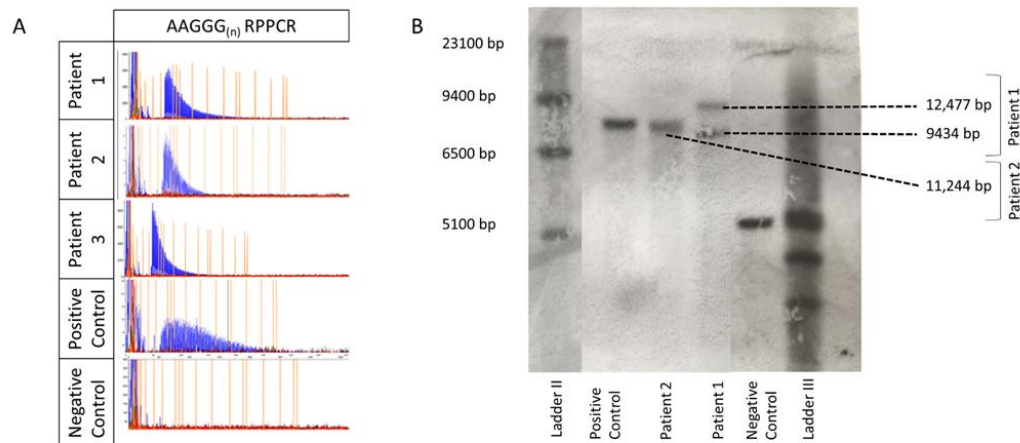 A
AAGGG(n) RPPCR
Patient 1
Patient 2
Patient 3
Positive Control
Negative Control
B
23100 bp
9400 bp
6500 bp
5100 bp
12,477 bp
9434 bp
11,244 bp
Patient 1
Patient 2
Ladder II
Positive Control
Patient 2
Patient 1
Negative Control
Ladder III